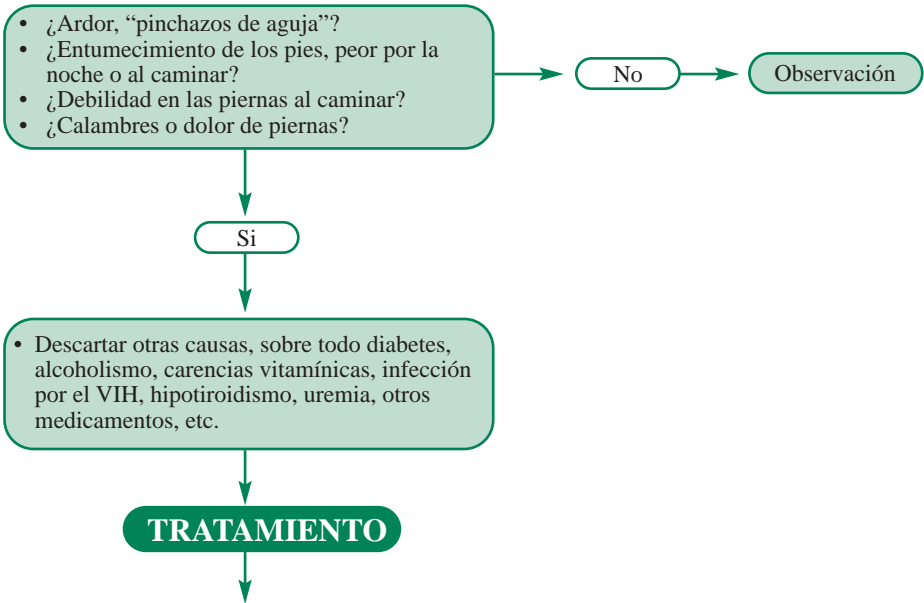 • ¿Ardor, “pinchazos de aguja”?
• ¿Entumecimiento de los pies, peor por la
noche o al caminar?
• ¿Debilidad en las piernas al caminar?
• ¿Calambres o dolor de piernas?
No
Observación
Si
• Descartar otras causas, sobre todo diabetes,
alcoholismo, carencias vitamínicas, infección
por el VIH, hipotiroidismo, uremia, otros
medicamentos, etc.
TRATAMIENTO